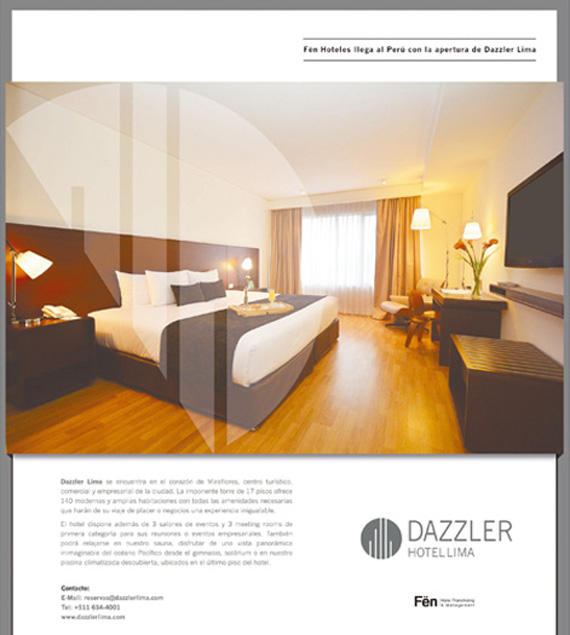 Fën Hoteles llega al Perú con la apertura de Dazzler Lima
Dazzler Lima se encuentra en el corazón de Miraflores, centro turístico,
comercial y empresarial de la ciudad. La imponente torre de 17 pisos ofrece
140 modernas y amplias habitaciones con todas las amenidades necesarias
que harán de su viaje de placer o negocios una experiencia inigualable.
El hotel dispone además de 3 salones de eventos y 3 meeting rooms de
primera categoría para sus reuniones o eventos empresariales. También
podrá relajarse en nuestro sauna, disfrutar de una vista panorámica
inimaginable del océano Pacífico desde el gimnasio, solárium o en nuestra
piscina climatizada descubierta, ubicados en el último piso del hotel.
Contacto:
E-Mail: reservas@dazzlerlima.com
Tel: +511 634-4001
www.dazzlerlima.com
DAZZLER
HOTEL LIMA
Fën Hotel Franchising
& Management